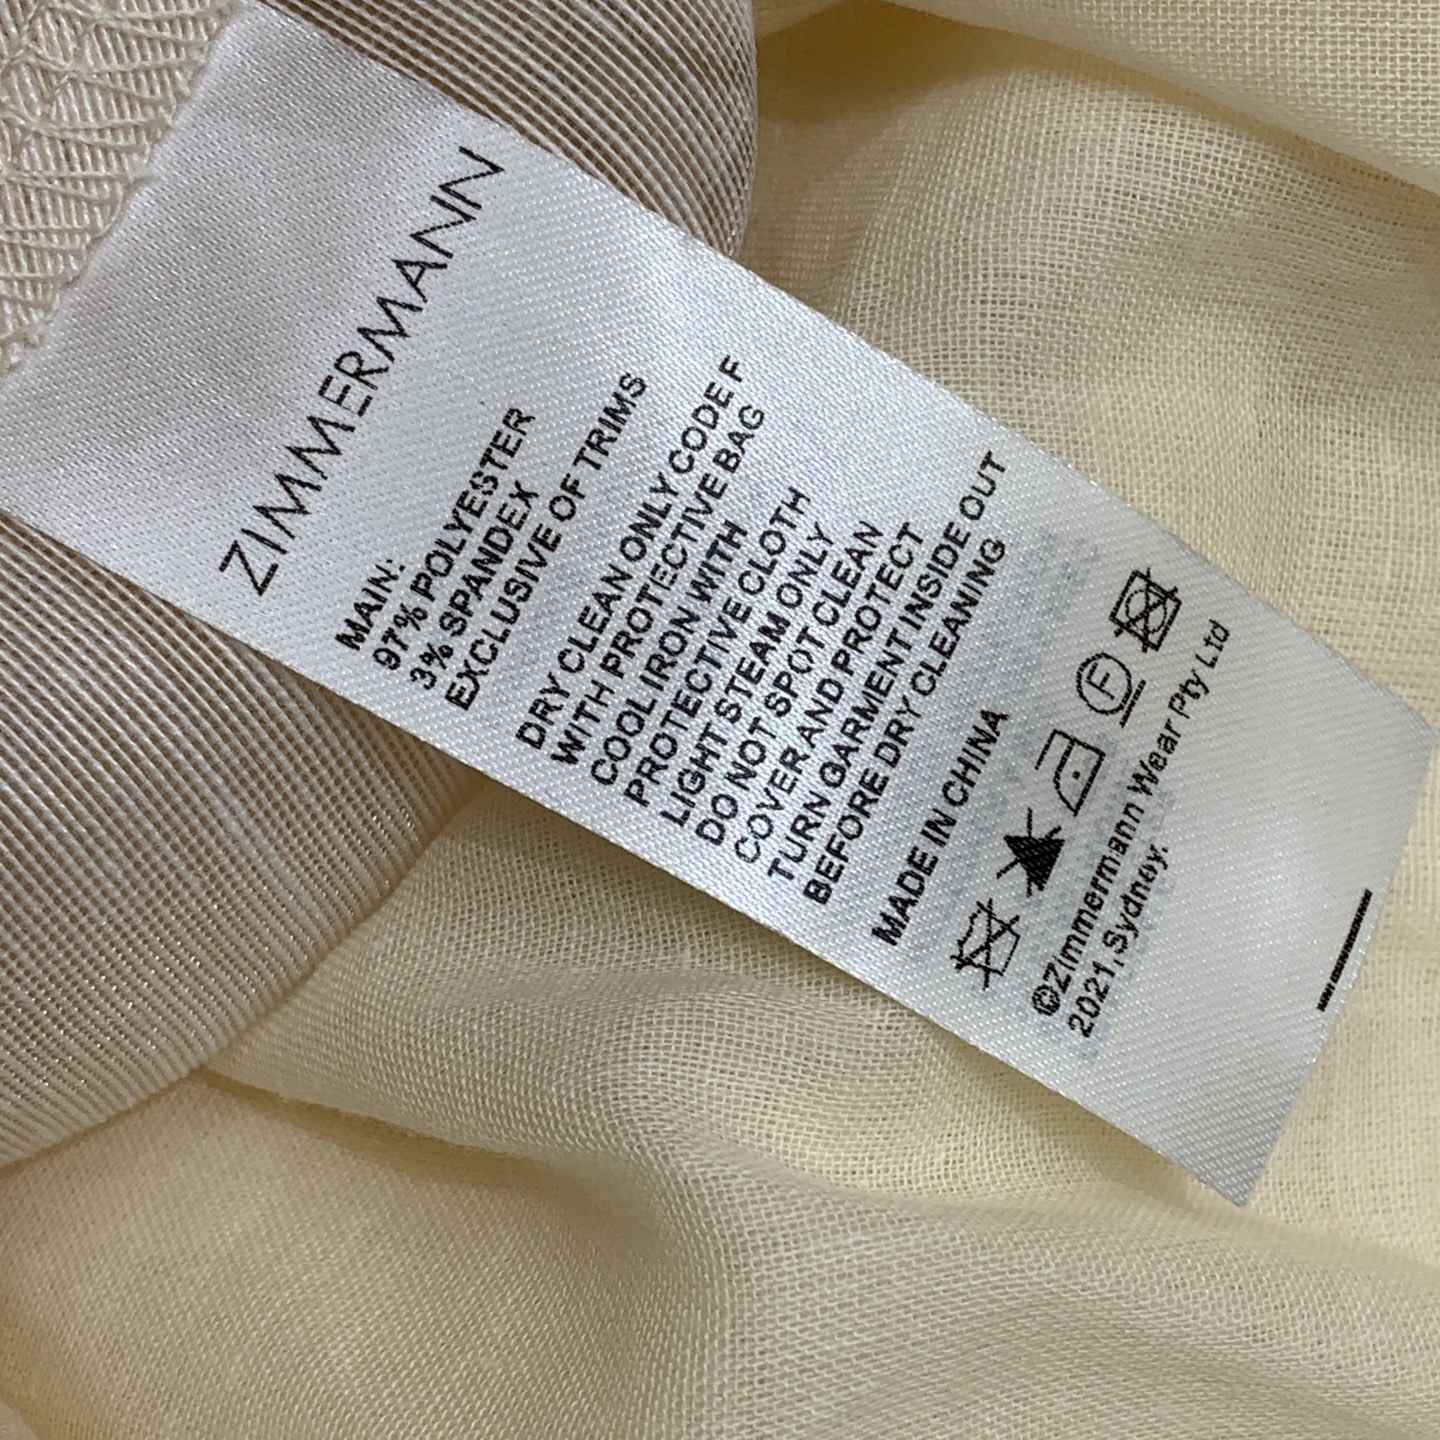 ZIMMERMANN
MAIN:
97% POLYESTER
3% SPANDEX
EXCLUSIVE OF TRIMS
DRY CLEAN ONLY CODE F
WITH PROTECTIVE BAG
COOL IRON WITH
PROTECTIVE CLOTH
LIGHT STEAM ONLY
DO NOT SPOT CLEAN
COVER AND PROTECT
TURN GARMENT INSIDE OUT
BEFORE DRY CLEANING
MADE IN CHINA
F
©Zimmermann Wear Pty Ltd
2021,Sydney.